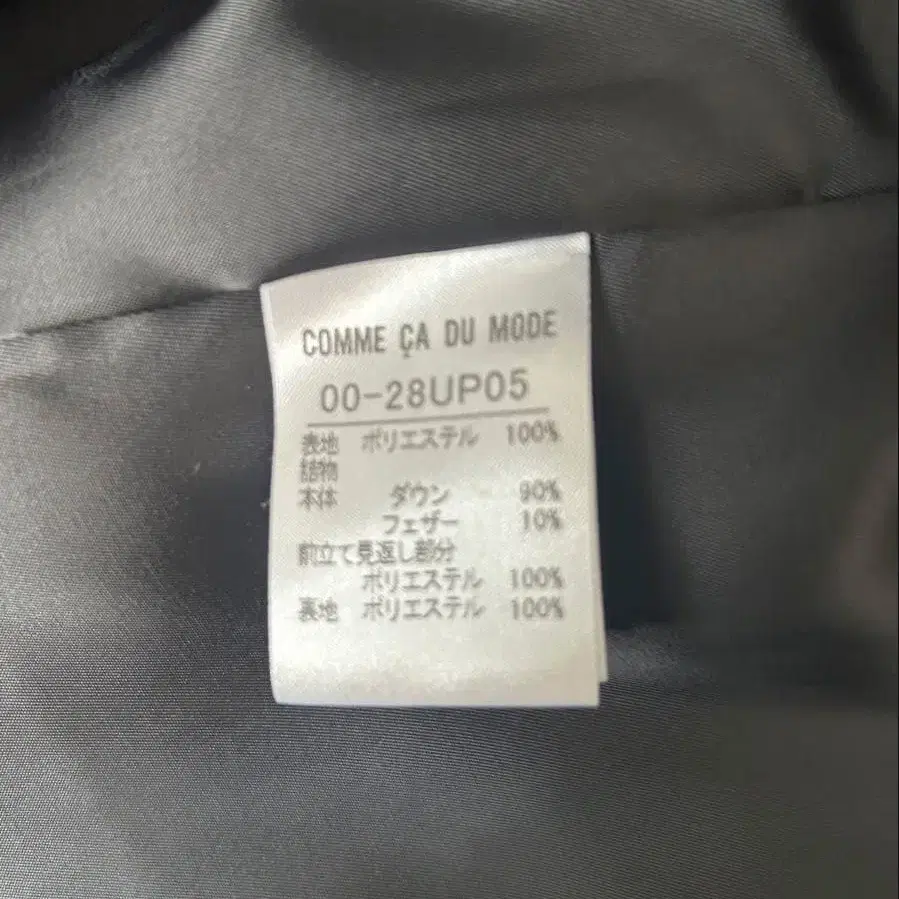 COMME ÇA DU MODE
00-28UP05
表地 ポリエステル 100%
詰物
本体 ダウン 90%
フェザー 10%
前立て見返し部分
ポリエステル 100%
裏地 ポリエステル 100%